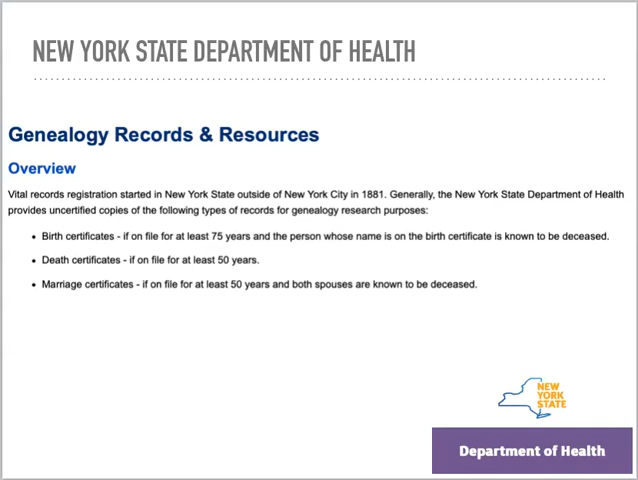 NEW YORK STATE DEPARTMENT OF HEALTH
Genealogy Records & Resources
Overview
Vital records registration started in New York State outside of New York City in 1881. Generally, the New York State Department of Health
provides uncertified copies of the following types of records for genealogy research purposes:
• Birth certificates - if on file for at least 75 years and the person whose name is on the birth certificate is known to be deceased.
• Death certificates - if on file for at least 50 years.
• Marriage certificates - if on file for at least 50 years and both spouses are known to be deceased.
NEW
YORK
STATE
Department of Health